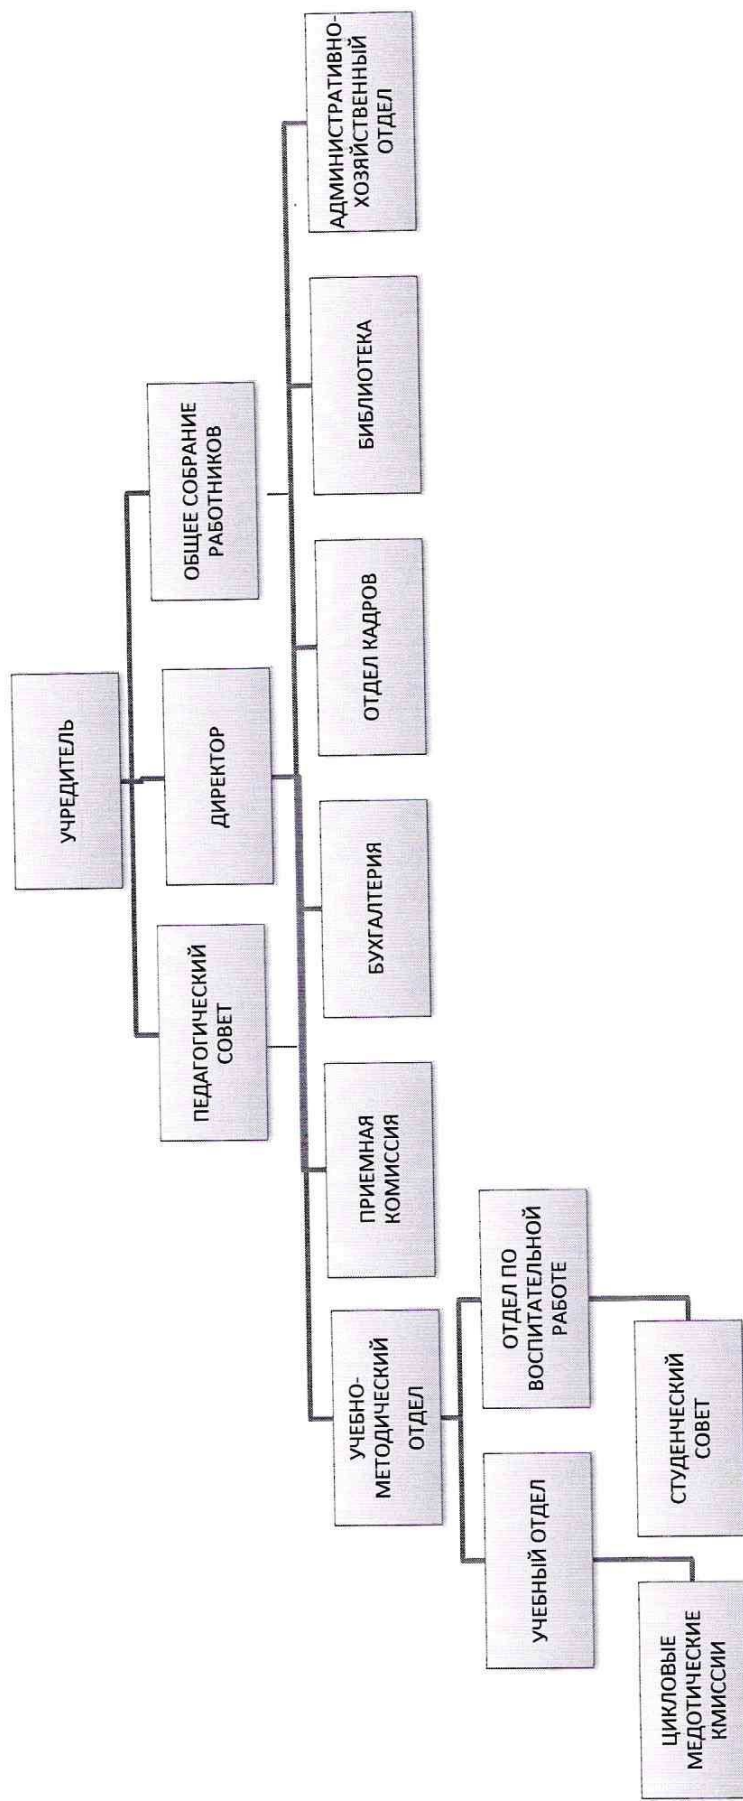 УЧРЕДИТЕЛЬ
ПЕДАГОГИЧЕСКИЙ
СОВЕТ
ДИРЕКТОР
ОБЩЕЕ СОБРАНИЕ
РАБОТНИКОВ
УЧЕБНО-
МЕТОДИЧЕСКИЙ
ОТДЕЛ
ПРИЕМНАЯ
КОМИССИЯ
БУХГАЛТЕРИЯ
ОТДЕЛ КАДРОВ
БИБЛИОТЕКА
АДМИНИСТРАТИВНО-
ХОЗЯЙСТВЕННЫЙ
ОТДЕЛ
УЧЕБНЫЙ ОТДЕЛ
ОТДЕЛ ПО
ВОСПИТАТЕЛЬНОЙ
РАБОТЕ
ЦИКЛОВЫЕ
МЕДОТИЧЕСКИЕ
КМИССИИ
СТУДЕНЧЕСКИЙ
СОВЕТ